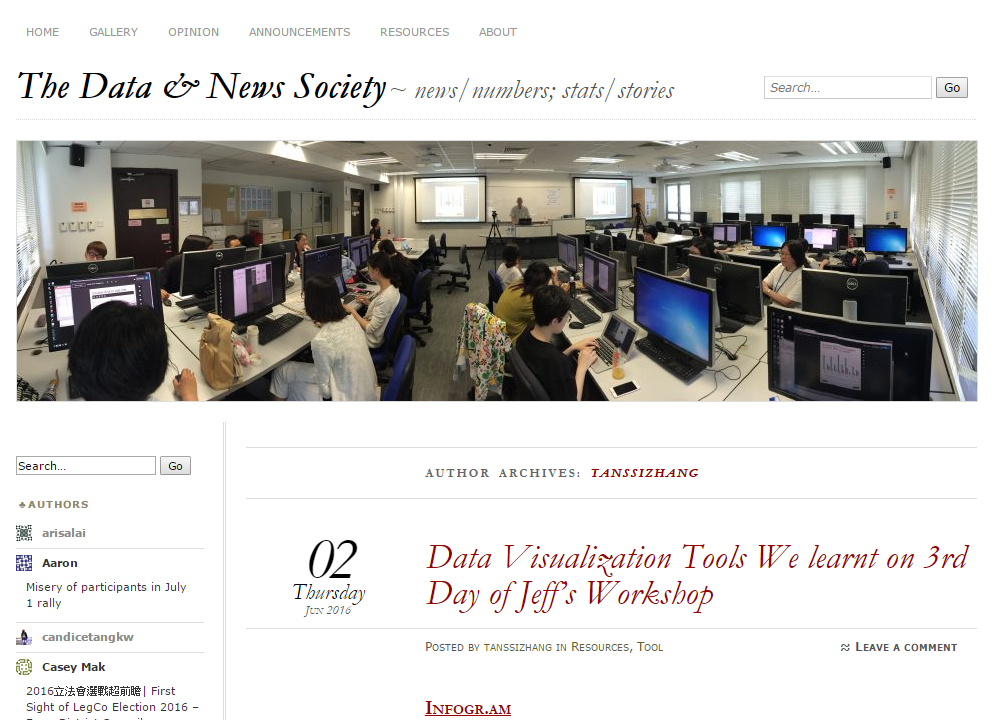 HOME GALLERY OPINION ANNOUNCEMENTS RESOURCES ABOUT
The Data & News Society ~ news/numbers; stats/stories
Search...
Go
Search...
Go
♣AUTHORS
arisalai
Aaron
Misery of participants in July
1 rally
candicetangkw
Casey Mak
2016立法會選戰超前瞻| First
Sight of LegCo Election 2016 –
AUTHOR ARCHIVES: TANSSIZHANG
02
Thursday
JUN 2016
Data Visualization Tools We learnt on 3rd
Day of Jeff's Workshop
POSTED BY TANSSIZHANG IN RESOURCES, TOOL
≈ LEAVE A COMMENT
INFOGR.AM